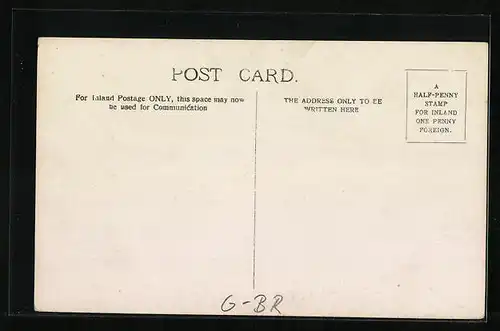 POST CARD.
For Inland Postage ONLY, this space may now
be used for Communication
THE ADDRESS ONLY TO BE
WRITTEN HERE
A
HALF-PENNY
STAMP
FOR INLAND
ONE PENNY
FOREIGN.
G-BR